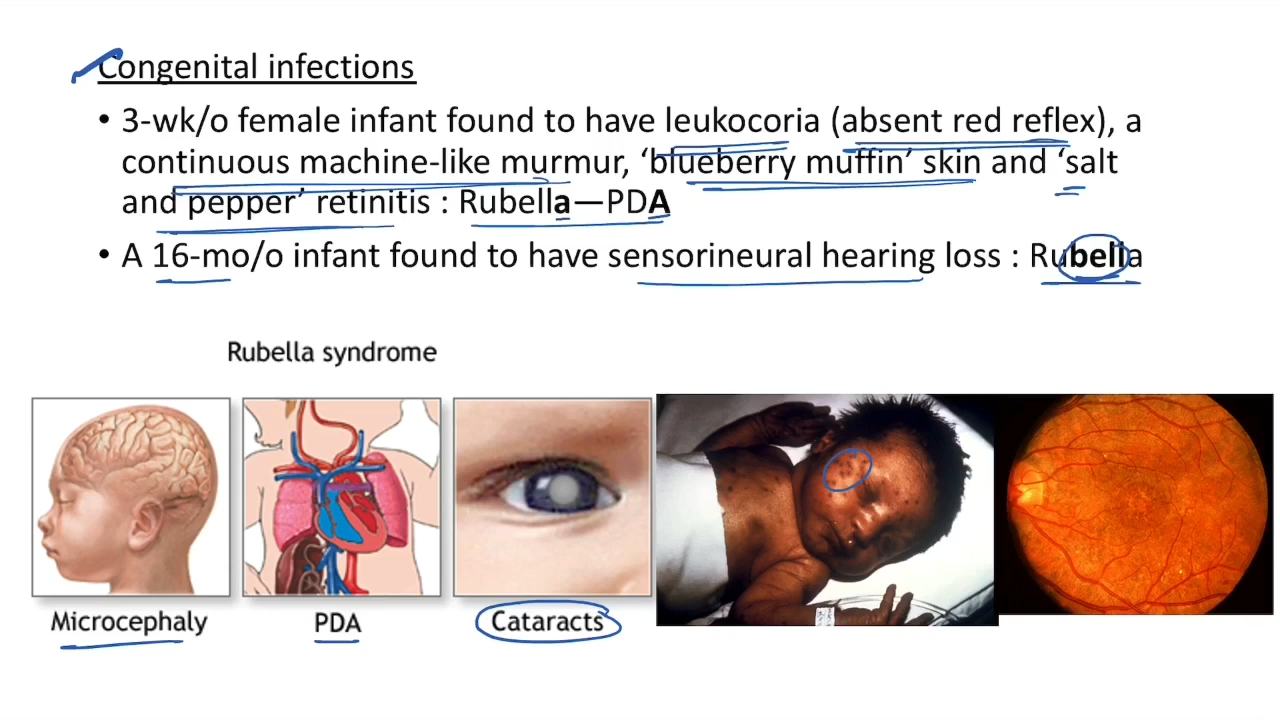 Congenital infections
• 3-wk/o female infant found to have leukocoria (absent red reflex), a
continuous machine-like murmur, ‘blueberry muffin’ skin and ‘salt
and pepper’ retinitis : Rubella—PDA
• A 16-mo/o infant found to have sensorineural hearing loss : Rubella
Rubella syndrome
Microcephaly
PDA
Cataracts